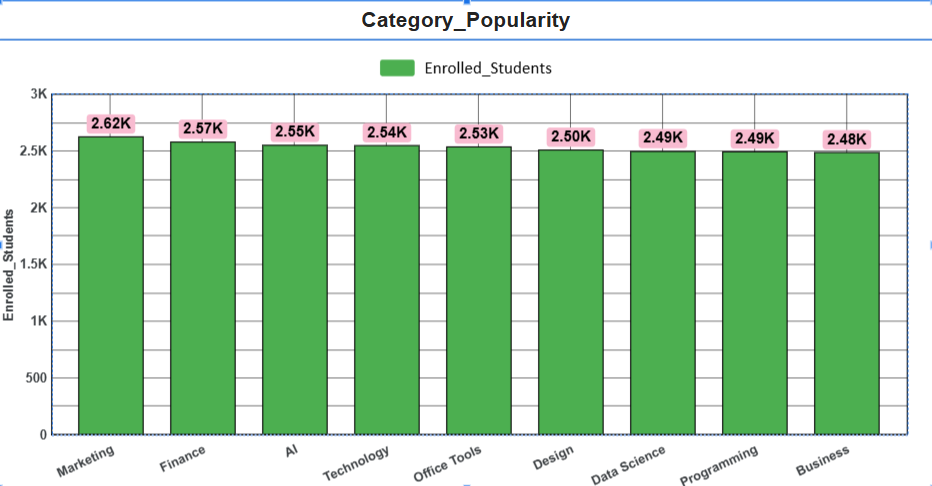 Category_Popularity
Enrolled_Students
3K
2.5K
2K
1.5K
1K
500
0
Enrolled_Students
2.62K
2.57K
2.55K
2.54K
2.53K
2.50K
2.49K
2.49K
2.48K
Marketing
Finance
AI
Technology
Office Tools
Design
Data Science
Programming
Business